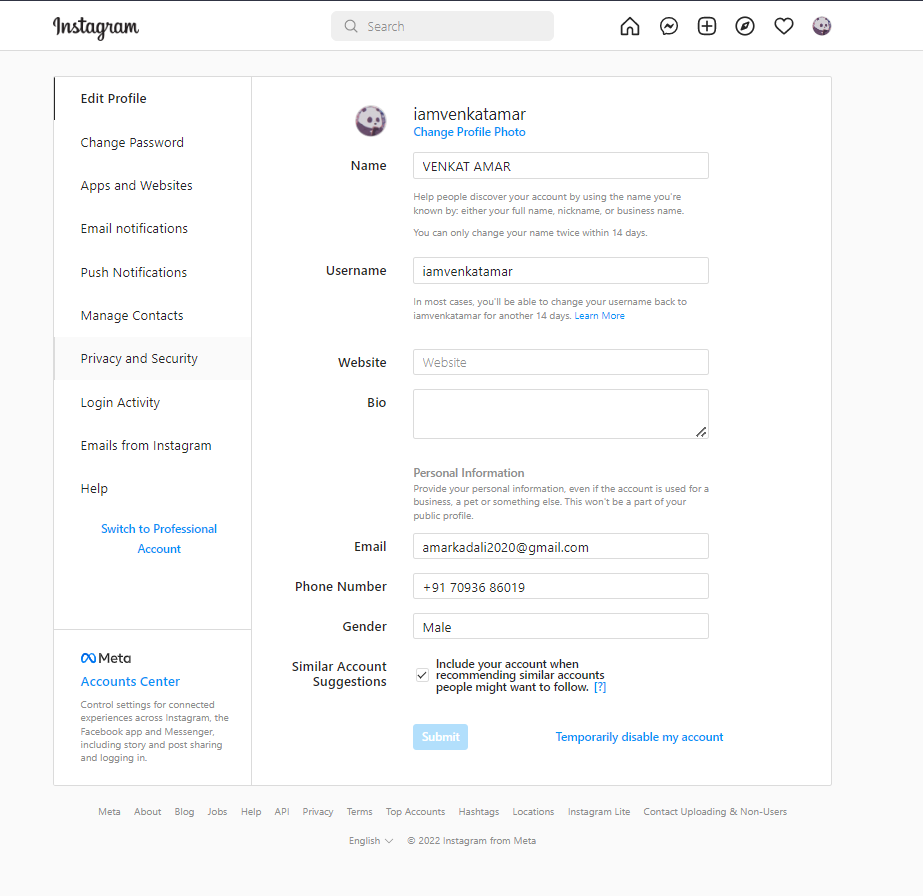 Instagram
Search
Edit Profile
Change Password
Apps and Websites
Email notifications
Push Notifications
Manage Contacts
Privacy and Security
Login Activity
Emails from Instagram
Help
Switch to Professional
Account
Meta
Accounts Center
Control settings for connected
experiences across Instagram, the
Facebook app and Messenger,
including story and post sharing
and logging in.
iamvenkatamar
Change Profile Photo
Name
VENKAT AMAR
Help people discover your account by using the name you're
known by: either your full name, nickname, or business name.
You can only change your name twice within 14 days.
Username
iamvenkatamar
In most cases, you'll be able to change your username back to
iamvenkatamar for another 14 days. Learn More
Website
Website
Bio
Personal Information
Provide your personal information, even if the account is used for a
business, a pet or something else. This won't be a part of your
public profile.
Email
amarkadali2020@gmail.com
Phone Number
+91 70936 86019
Gender
Male
Similar Account
Suggestions
Include your account when
recommending similar accounts
people might want to follow. [?]
Submit
Temporarily disable my account
Meta About Blog Jobs Help API Privacy Terms Top Accounts Hashtags Locations Instagram Lite Contact Uploading & Non-Users
English © 2022 Instagram from Meta